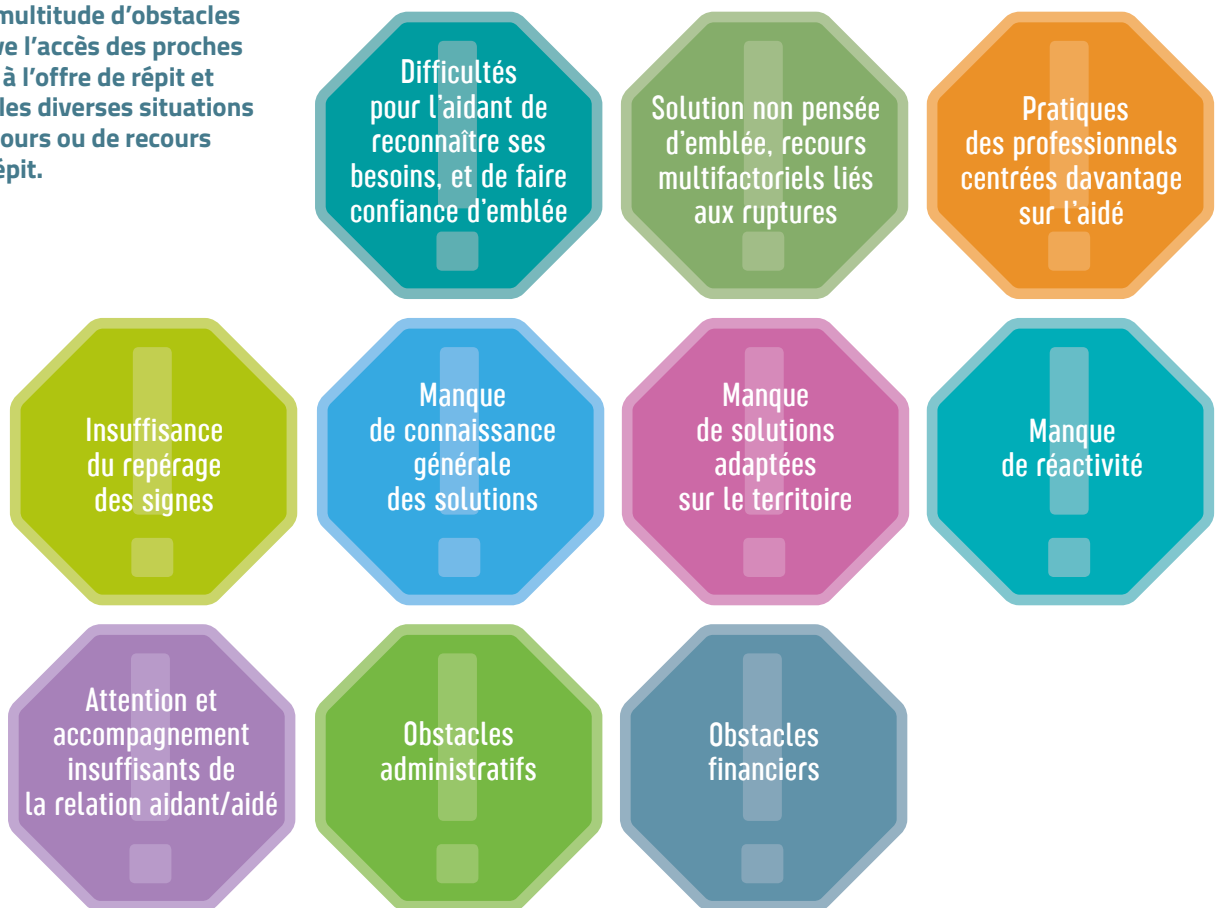 multitude d'obstacles
l'accès des proches
à l'offre de répit et
les diverses situations
ou de recours
Difficultés
pour l'aidant de
reconnaître ses
besoins, et de faire
confiance d'emblée
Solution non pensée
d'emblée, recours
multifactoriels liés
aux ruptures
Pratiques
des professionnels
centrées davantage
sur l'aidé
Insuffisance
du repérage
des signes
Manque
de connaissance
générale
des solutions
Manque
de solutions
adaptées
sur le territoire
Manque
de réactivité
Attention et
accompagnement
insuffisants de
la relation aidant/aidé
Obstacles
administratifs
Obstacles
financiers